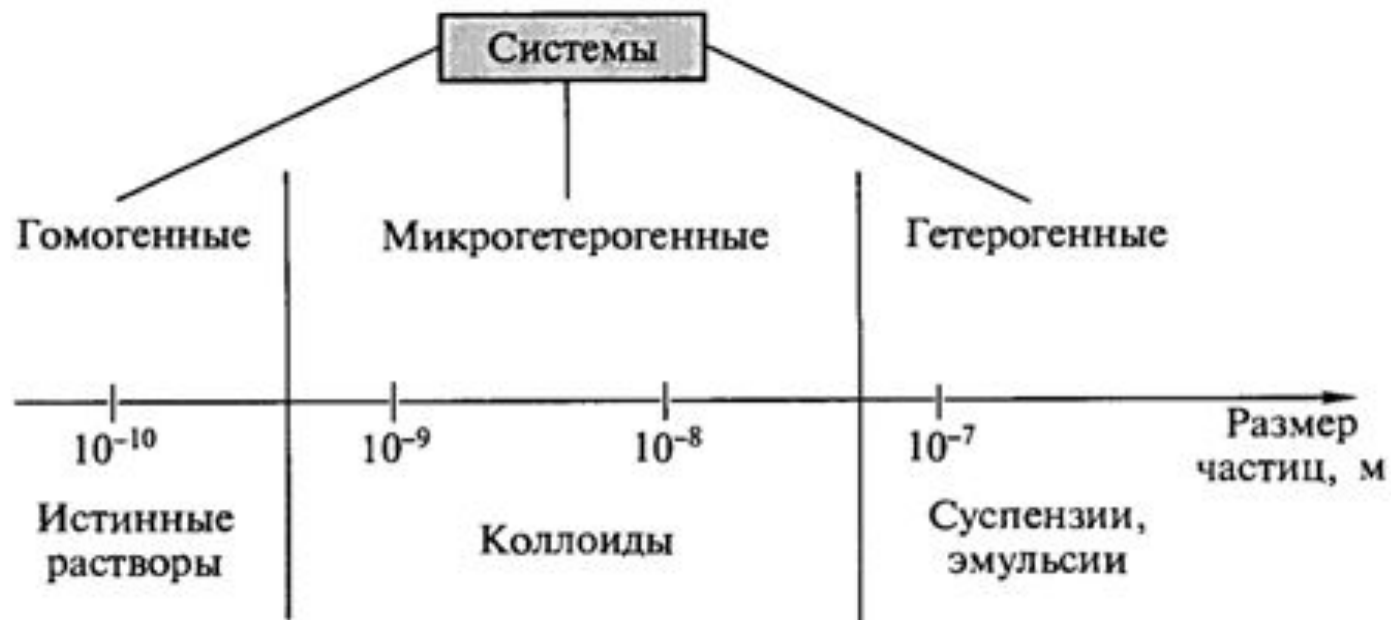 Системы
Гомогенные
Микрогетерогенные
Гетерогенные
10⁻¹⁰
10⁻⁹
10⁻⁸
10⁻⁷
Размер
частиц, м
Истинные
растворы
Коллоиды
Суспензии,
эмульсии